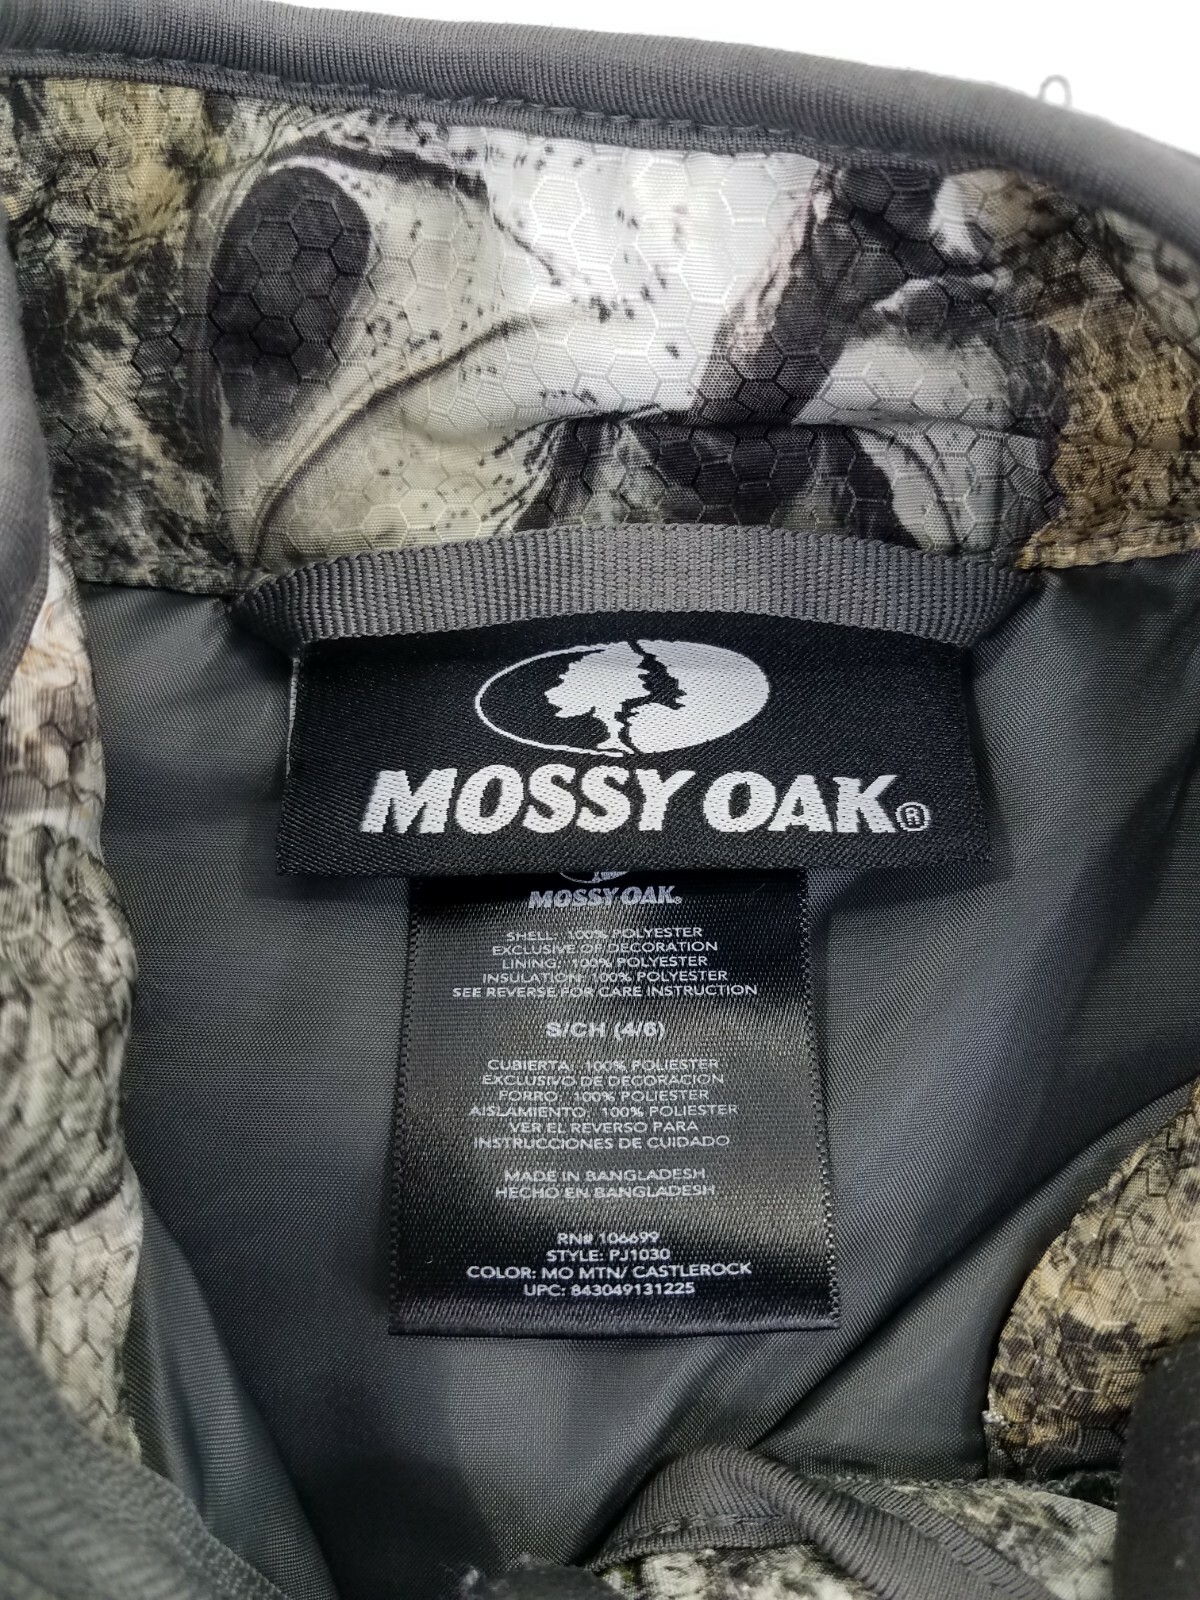 MOSSY OAK®
MOSSY OAK®
SHELL: 100% POLYESTER
EXCLUSIVE OF DECORATION
LINING: 100% POLYESTER
INSULATION: 100% POLYESTER
SEE REVERSE FOR CARE INSTRUCTION
S/CH (4/6)
CUBIERTA: 100% POLIESTER
EXCLUSIVO DE DECORACION
FORRO: 100% POLIESTER
AISLAMIENTO: 100% POLIESTER
VER EL REVERSO PARA
INSTRUCCIONES DE CUIDADO
MADE IN BANGLADESH
HECHO EN BANGLADESH
RN# 106699
STYLE: PJ1030
COLOR: MO MTN/ CASTLEROCK
UPC: 843049131225